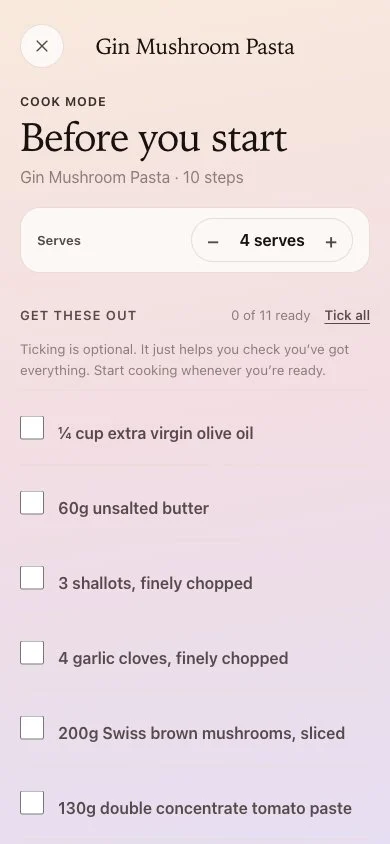 Gin Mushroom Pasta
COOK MODE
Before you start
Gin Mushroom Pasta · 10 steps
Serves
− 4 serves +
GET THESE OUT 0 of 11 ready Tick all
Ticking is optional. It just helps you check you’ve got
everything. Start cooking whenever you’re ready.
¼ cup extra virgin olive oil
60g unsalted butter
3 shallots, finely chopped
4 garlic cloves, finely chopped
200g Swiss brown mushrooms, sliced
130g double concentrate tomato paste